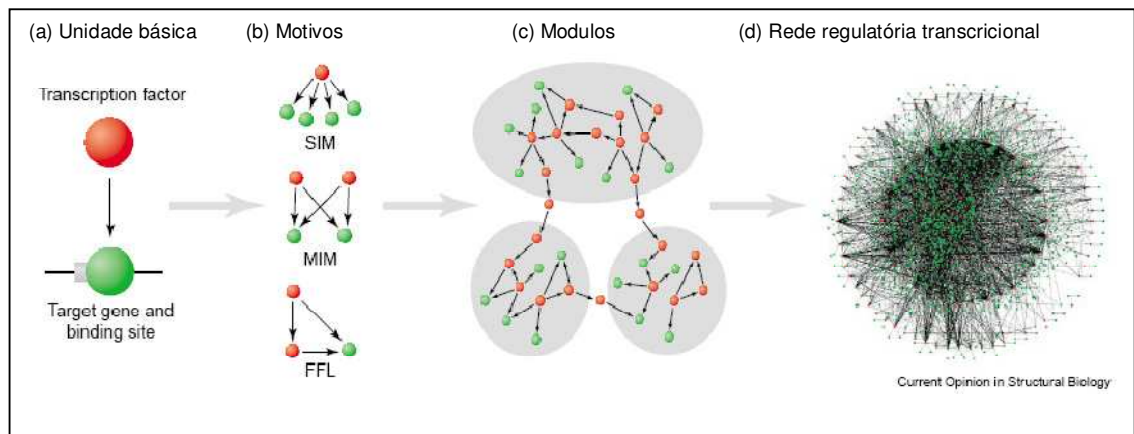 (a) Unidade básica
(b) Motivos
(c) Modulos
(d) Rede regulatória transcricional
Transcription factor
Target gene and
binding site
SIM
MIM
FFL
Current Opinion in Structural Biology